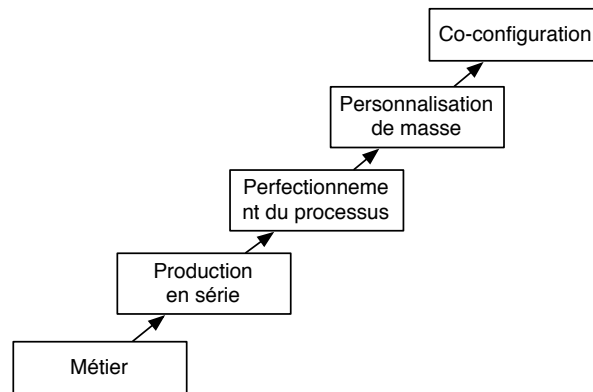 Co-configuration
Personnalisation
de masse
Perfectionneme
nt du processus
Production
en série
Métier